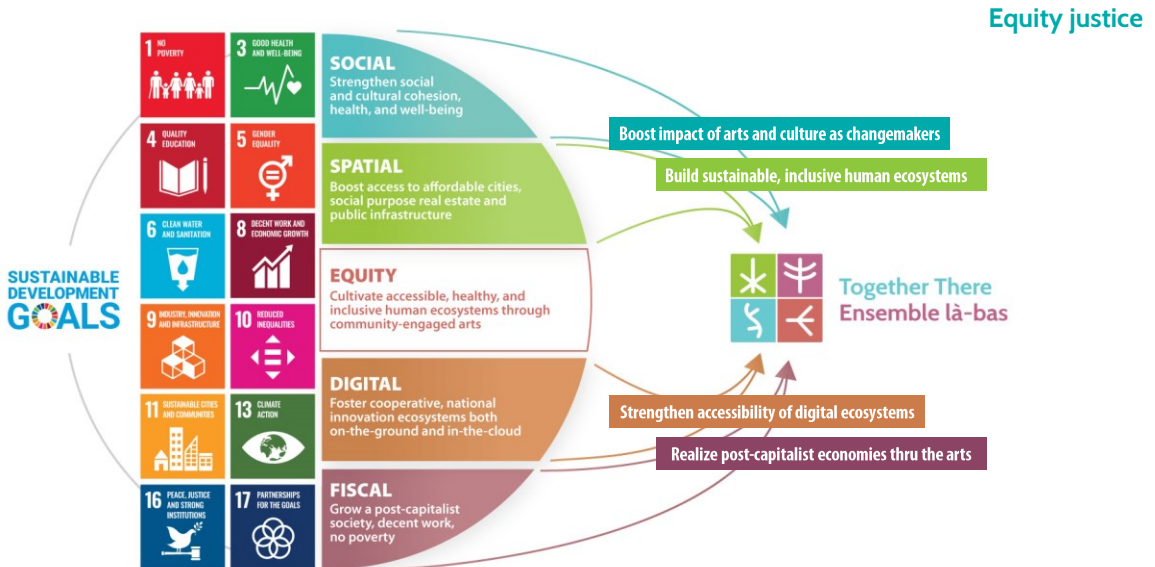 Equity justice
SUSTAINABLE
DEVELOPMENT
GOALS
1 NO
POVERTY
3 GOOD HEALTH
AND WELL-BEING
4 QUALITY
EDUCATION
5 GENDER
EQUALITY
6 CLEAN WATER
AND SANITATION
8 DECENT WORK AND
ECONOMIC GROWTH
9 INDUSTRY, INNOVATION
AND INFRASTRUCTURE
10 REDUCED
INEQUALITIES
11 SUSTAINABLE CITIES
AND COMMUNITIES
13 CLIMATE
ACTION
16 PEACE, JUSTICE
AND STRONG
INSTITUTIONS
17 PARTNERSHIPS
FOR THE GOALS
SOCIAL
Strengthen social
and cultural cohesion,
health, and well-being
SPATIAL
Boost access to affordable cities,
social purpose real estate and
public infrastructure
EQUITY
Cultivate accessible, healthy, and
inclusive human ecosystems through
community-engaged arts
DIGITAL
Foster cooperative, national
innovation ecosystems both
on-the-ground and in-the-cloud
FISCAL
Grow a post-capitalist
society, decent work,
no poverty
Boost impact of arts and culture as changemakers
Build sustainable, inclusive human ecosystems
Together There
Ensemble là-bas
Strengthen accessibility of digital ecosystems
Realize post-capitalist economies thru the arts